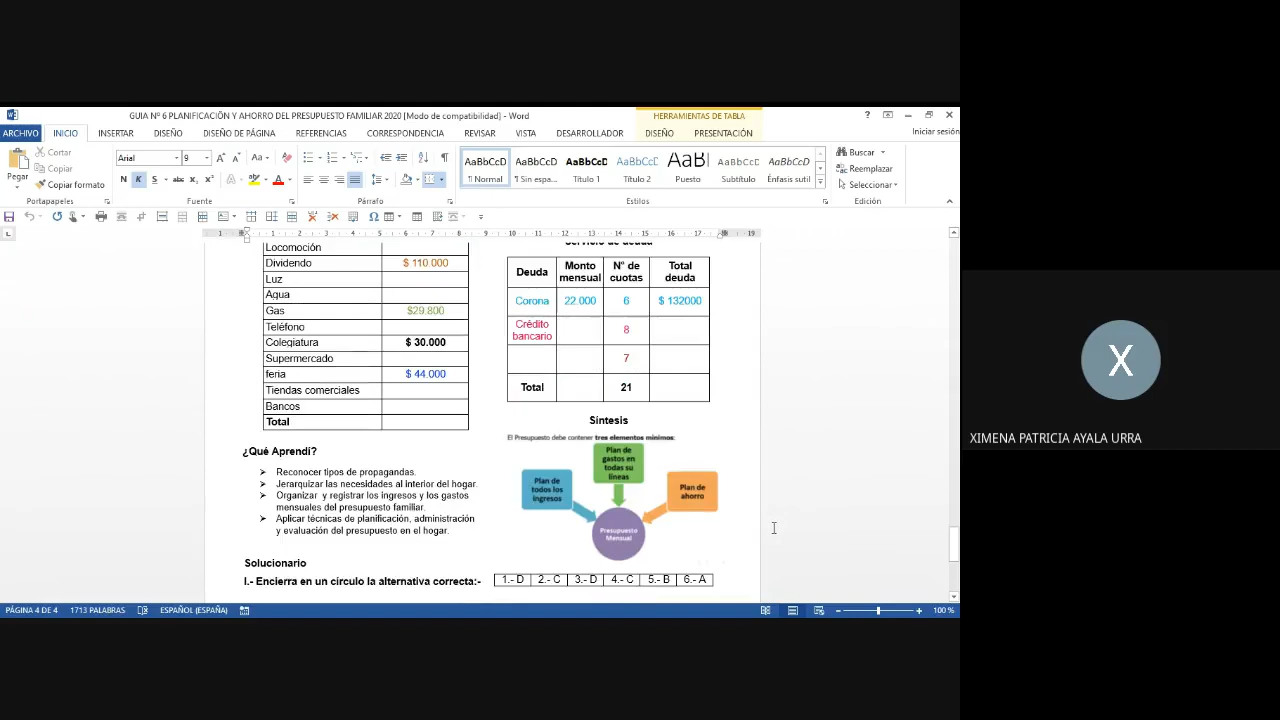 GUIA Nº 6 PLANIFICACIÓN Y AHORRO DEL PRESUPUESTO FAMILIAR 2020 [Modo de compatibilidad] - Word
HERRAMIENTAS DE TABLA
ARCHIVO INICIO INSERTAR DISEÑO DISEÑO DE PÁGINA REFERENCIAS CORRESPONDENCIA REVISAR VISTA DESARROLLADOR DISEÑO PRESENTACIÓN Iniciar sesión
Pegar
Cortar
Copiar
Copiar formato
Portapapeles
Arial 9
Fuente
Párrafo
AaBbCcD AaBbCcD AaBbCcD AaBbCcD AaB AaBbCcD AaBbCcD
¶ Normal ¶ Sin espa... Título 1 Título 2 Puesto Subtítulo Énfasis sutil
Estilos
Buscar
Reemplazar
Seleccionar
Edición
Locomoción
Dividendo $ 110.000
Luz
Agua
Gas $29.800
Teléfono
Colegiatura $ 30.000
Supermercado
feria $ 44.000
Tiendas comerciales
Bancos
Total
¿Qué Aprendí?
Reconocer tipos de propagandas.
Jerarquizar las necesidades al interior del hogar.
Organizar y registrar los ingresos y los gastos
mensuales del presupuesto familiar.
Aplicar técnicas de planificación, administración
y evaluación del presupuesto en el hogar.
Servicio de deuda
Deuda Monto mensual N° de cuotas Total deuda
Corona 22.000 6 $ 132000
Crédito bancario 8
7
Total 21
Síntesis
El Presupuesto debe contener tres elementos mínimos:
Plan de
todos los
ingresos
Plan de
gastos en
todas su
líneas
Plan de
ahorro
Presupuesto
Mensual
Solucionario
I.- Encierra en un círculo la alternativa correcta:-
1.- D 2.- C 3.- D 4.- C 5.- B 6.- A
PÁGINA 4 DE 4 1713 PALABRAS ESPAÑOL (ESPAÑA) 100 %
X
XIMENA PATRICIA AYALA URRA